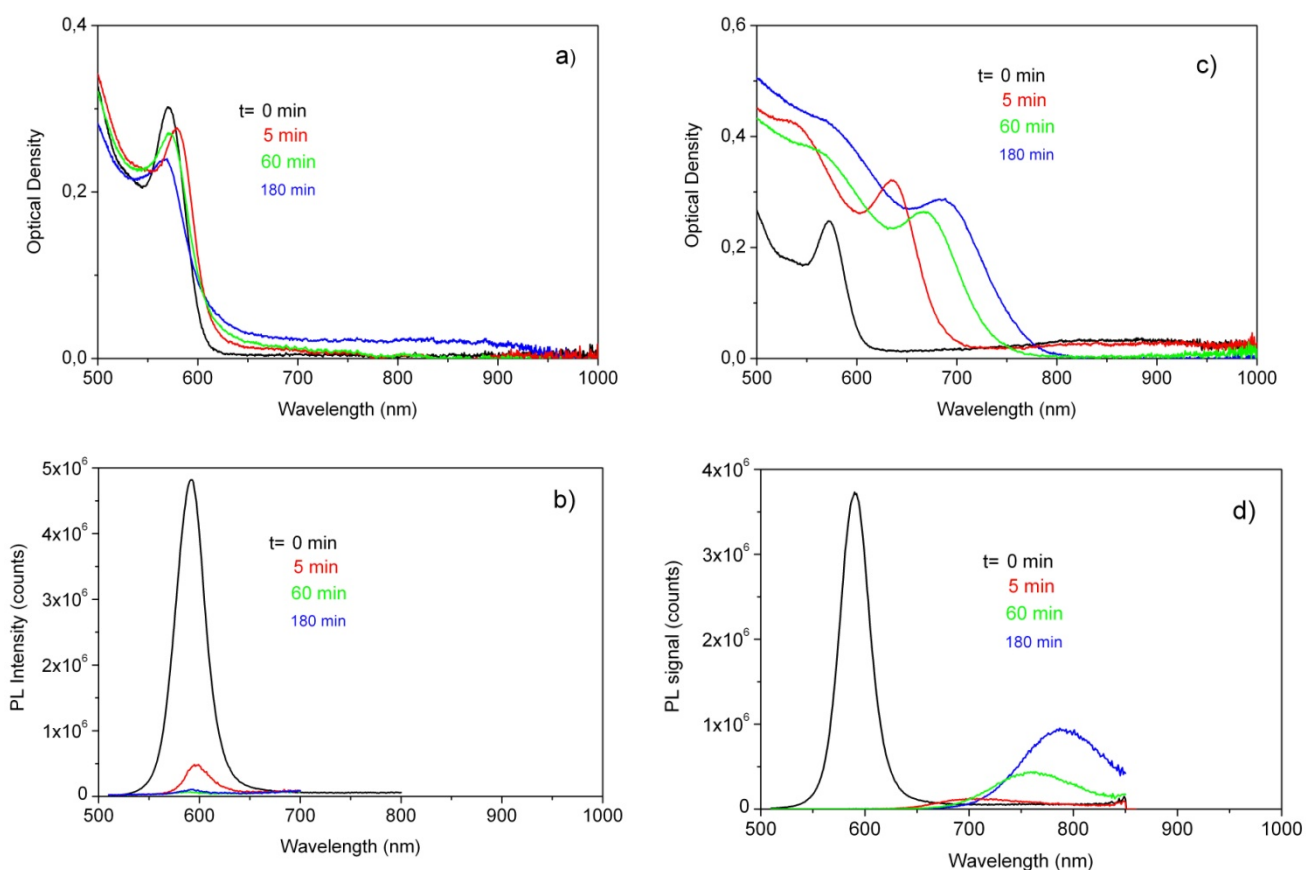 a)
0,4
0,2
0,0
Optical Density
t= 0 min
5 min
60 min
180 min
500 600 700 800 900 1000
Wavelength (nm)
c)
0,6
0,4
0,2
0,0
Optical Density
t= 0 min
5 min
60 min
180 min
500 600 700 800 900 1000
Wavelength (nm)
b)
5x10⁶
4x10⁶
3x10⁶
2x10⁶
1x10⁶
0
PL Intensity (counts)
t= 0 min
5 min
60 min
180 min
500 600 700 800 900 1000
Wavelength (nm)
d)
4x10⁶
3x10⁶
2x10⁶
1x10⁶
0
PL signal (counts)
t= 0 min
5 min
60 min
180 min
500 600 700 800 900 1000
Wavelength (nm)